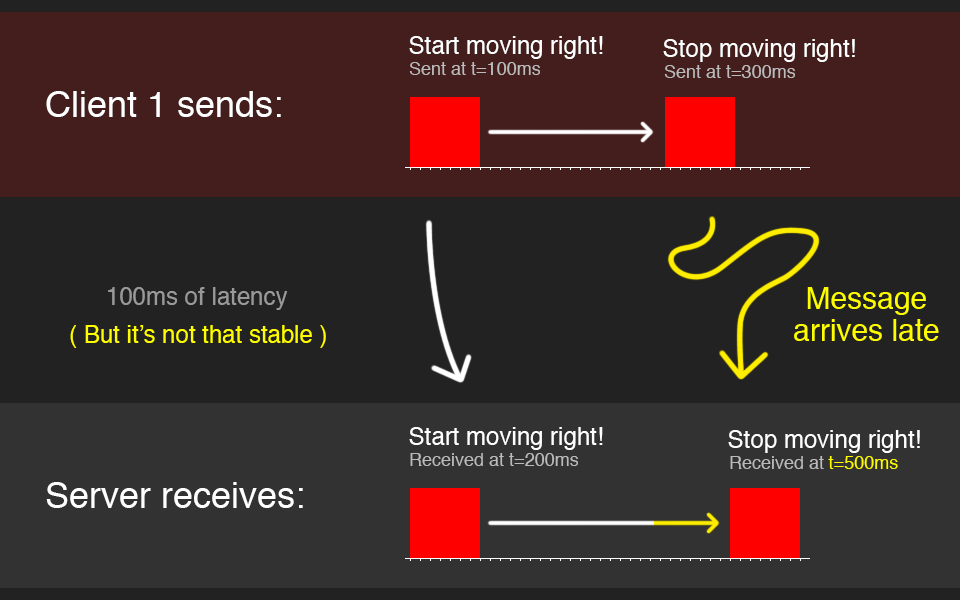 Start moving right!
Sent at t=100ms
Stop moving right!
Sent at t=300ms
Client 1 sends:
100ms of latency
( But it’s not that stable )
Message
arrives late
Start moving right!
Received at t=200ms
Stop moving right!
Received at t=500ms
Server receives: